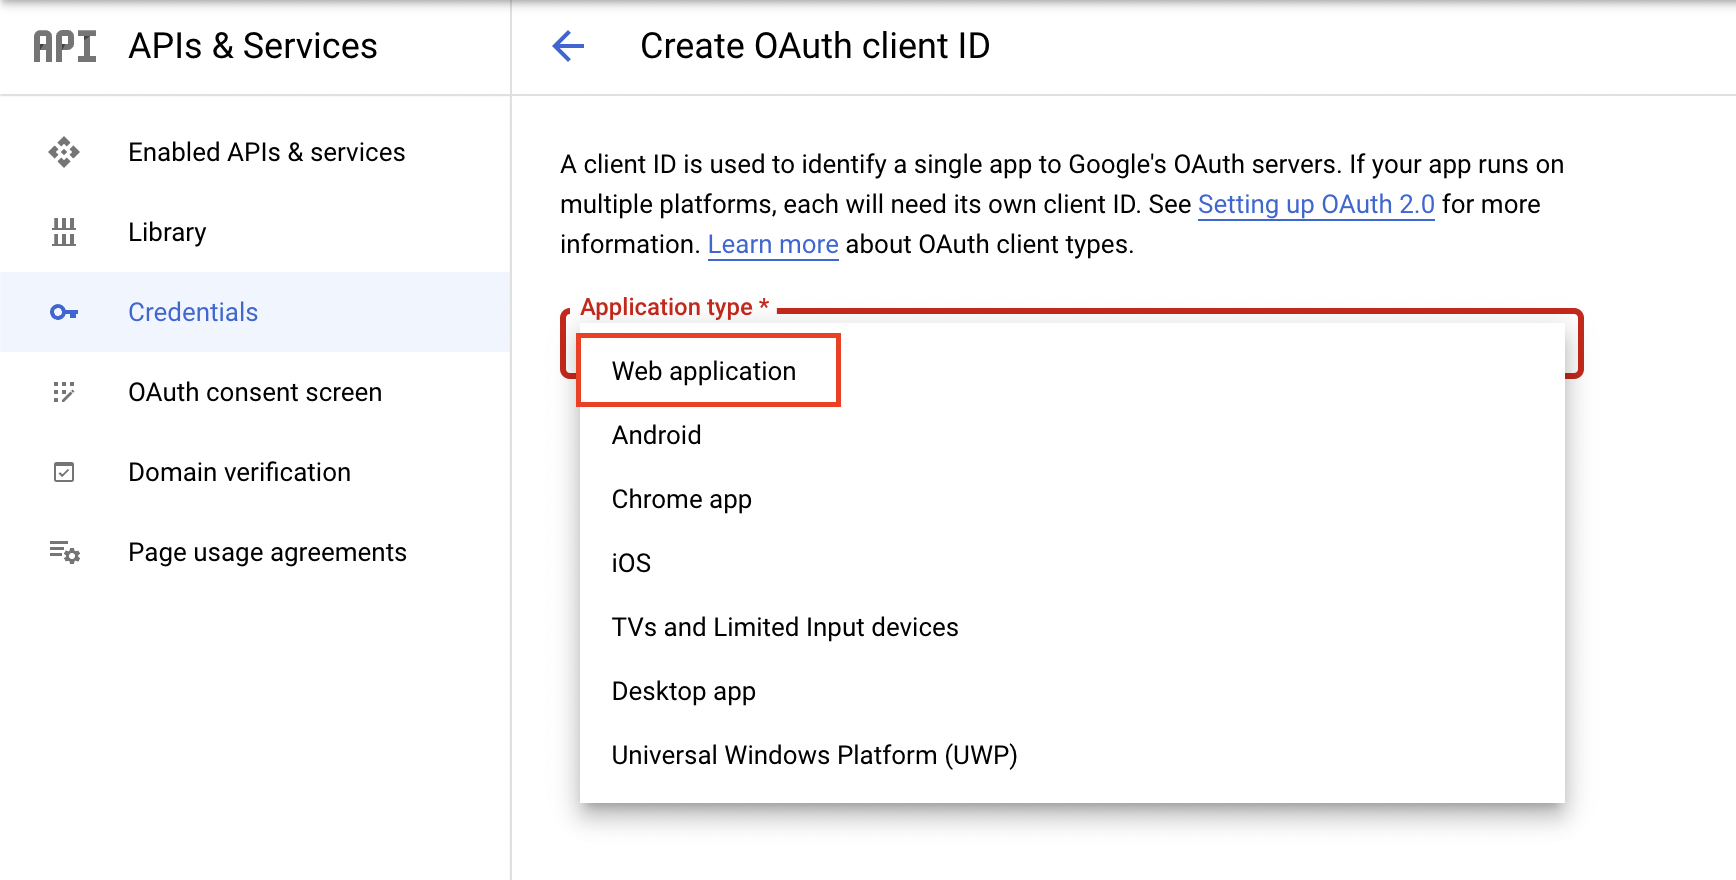 API APIs & Services
Create OAuth client ID
Enabled APIs & services
Library
Credentials
OAuth consent screen
Domain verification
Page usage agreements
A client ID is used to identify a single app to Google's OAuth servers. If your app runs on
multiple platforms, each will need its own client ID. See Setting up OAuth 2.0 for more
information. Learn more about OAuth client types.
Application type *
Web application
Android
Chrome app
iOS
TVs and Limited Input devices
Desktop app
Universal Windows Platform (UWP)